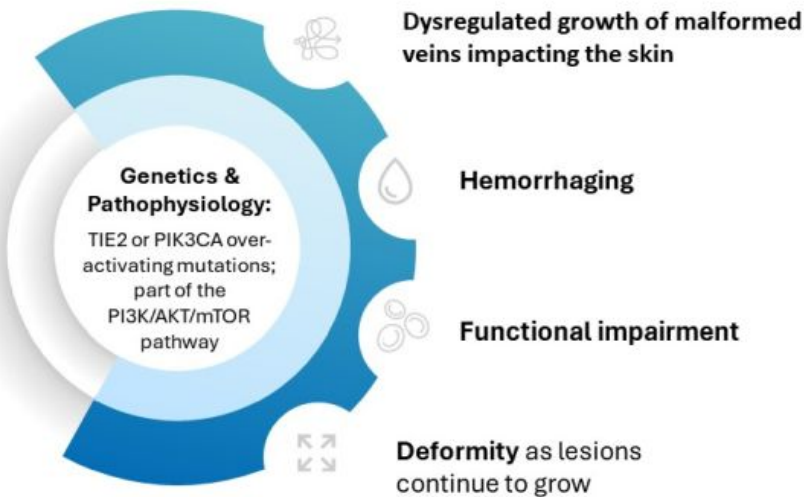 Dysregulated growth of malformed
veins impacting the skin
Genetics &
Pathophysiology:
TIE2 or PIK3CA over-
activating mutations;
part of the
PI3K/AKT/mTOR
pathway
Hemorrhaging
Functional impairment
Deformity as lesions
continue to grow